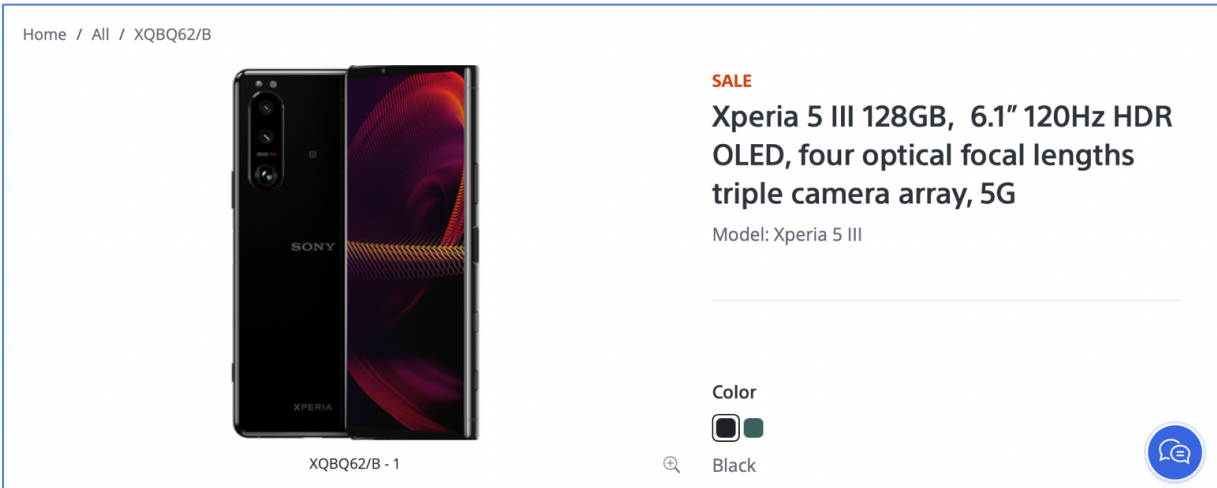 Home / All / XQBQ62/B
SALE
Xperia 5 III 128GB, 6.1” 120Hz HDR
OLED, four optical focal lengths
triple camera array, 5G
Model: Xperia 5 III
SONY
XPERIA
XQBQ62/B - 1
Color
Black